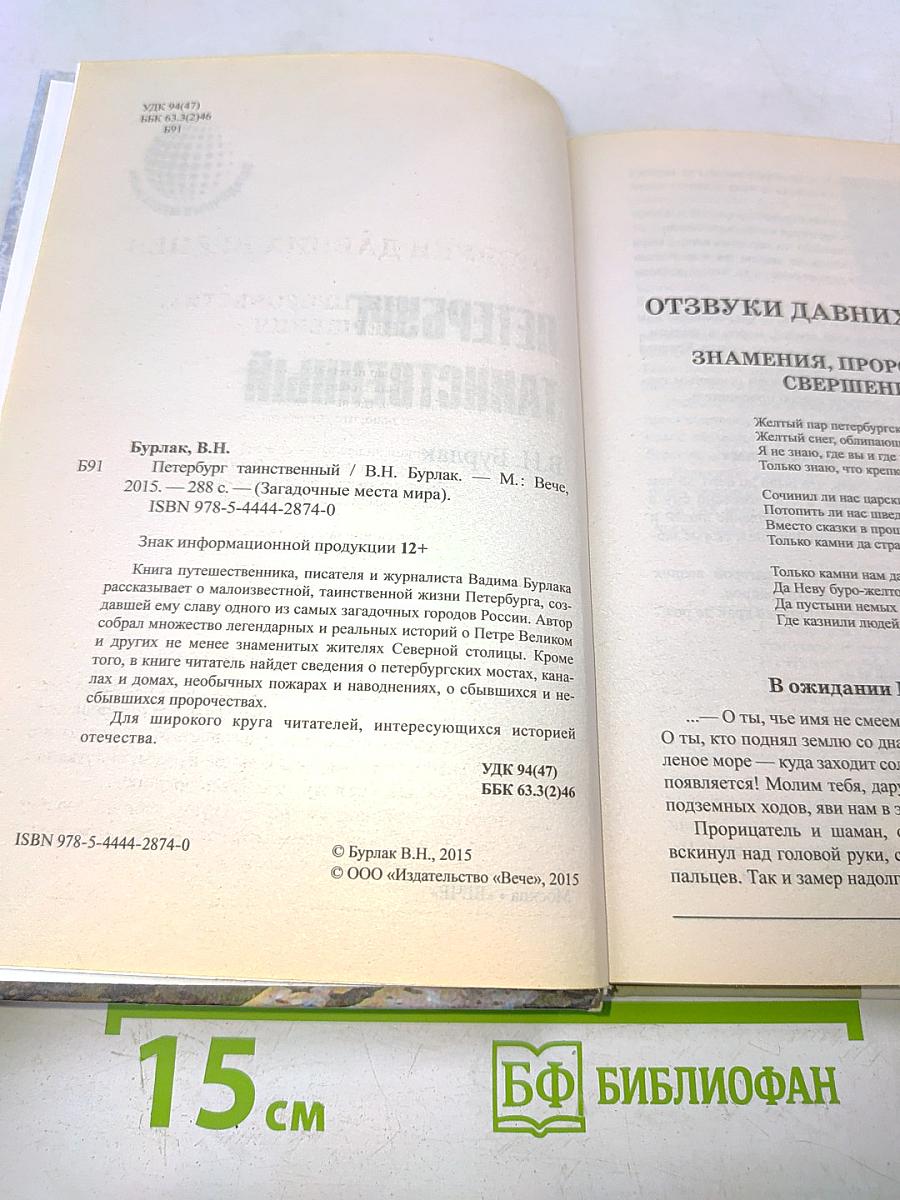 УДК 94(47)
ББК 63.3(2)46
Б91
Бурлак, В.Н.
Б91 Петербург таинственный / В.Н. Бурлак. — М.: Вече,
2015. — 288 с. — (Загадочные места мира).
ISBN 978-5-4444-2874-0
Знак информационной продукции 12+
Книга путешественника, писателя и журналиста Вадима Бурлака
рассказывает о малоизвестной, таинственной жизни Петербурга, соз-
давшей ему славу одного из самых загадочных городов России. Автор
собрал множество легендарных и реальных историй о Петре Великом
и других не менее знаменитых жителях Северной столицы. Кроме
того, в книге читатель найдет сведения о петербургских мостах, кана-
лах и домах, необычных пожарах и наводнениях, о сбывшихся и не-
сбывшихся пророчествах.
Для широкого круга читателей, интересующихся историей
отечества.
УДК 94(47)
ББК 63.3(2)46
ISBN 978-5-4444-2874-0
© Бурлак В.Н., 2015
© ООО «Издательство «Вече», 2015
ОТЗВУКИ ДАВНИХ
ЗНАМЕНИЯ, ПРОРО
СВЕРШЕН
Желтый пар петербургск
Желтый снег, облипающ
Я не знаю, где вы и где
Только знаю, что крепк
Сочинил ли нас царски
Потопить ли нас швед
Вместо сказки в прош
Только камни да стра
Только камни нам да
Да Неву буро-желто
Да пустыни немых
Где казнили людей
В ожидании
...— О ты, чье имя не смеем
О ты, кто поднял землю со дна
леное море — куда заходит сол
появляется! Молим тебя, дару
подземных ходов, яви нам в з
Прорицатель и шаман, с
вскинул над головой руки, с
пальцев. Так и замер надолг
15 см
БФ БИБЛИОФАН